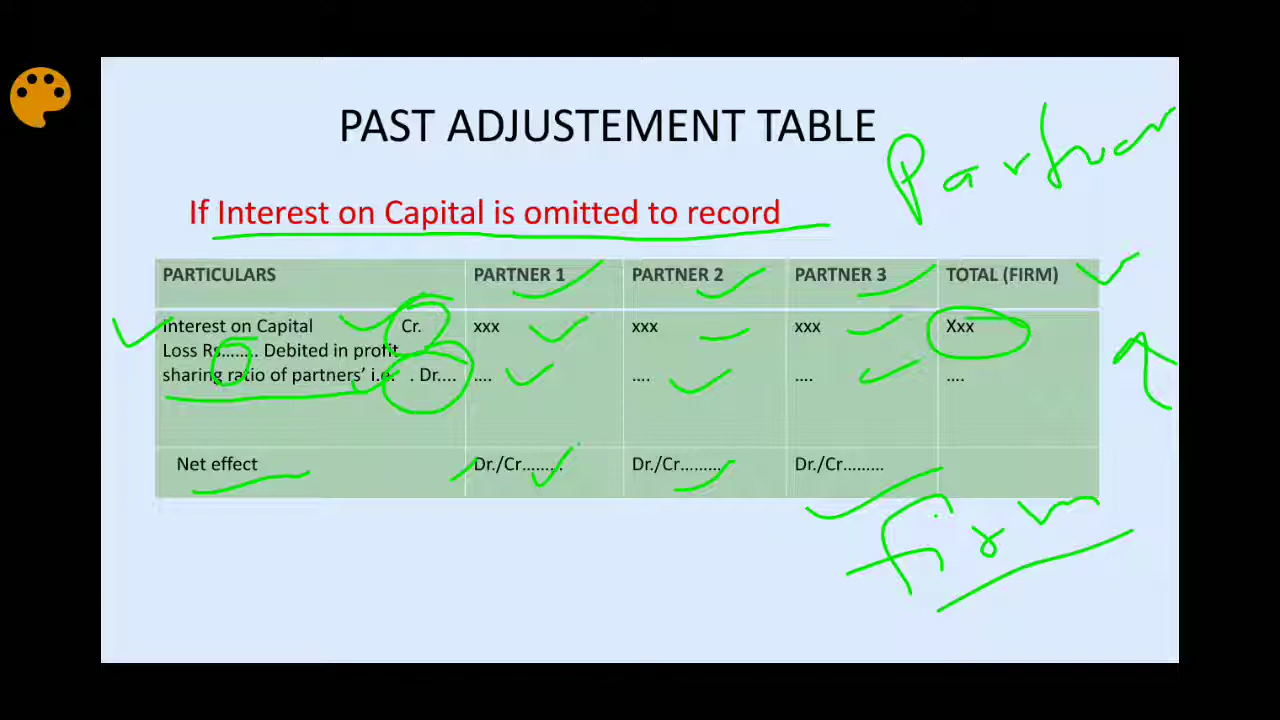 PAST ADJUSTEMENT TABLE
If Interest on Capital is omitted to record
PARTICULARS PARTNER 1 PARTNER 2 PARTNER 3 TOTAL (FIRM)
Interest on Capital Cr. xxx xxx xxx Xxx
Loss Rs........ Debited in profit
sharing ratio of partners' i.e. . Dr.... .... .... .... ....
Net effect Dr./Cr......... Dr./Cr......... Dr./Cr.........
Firm